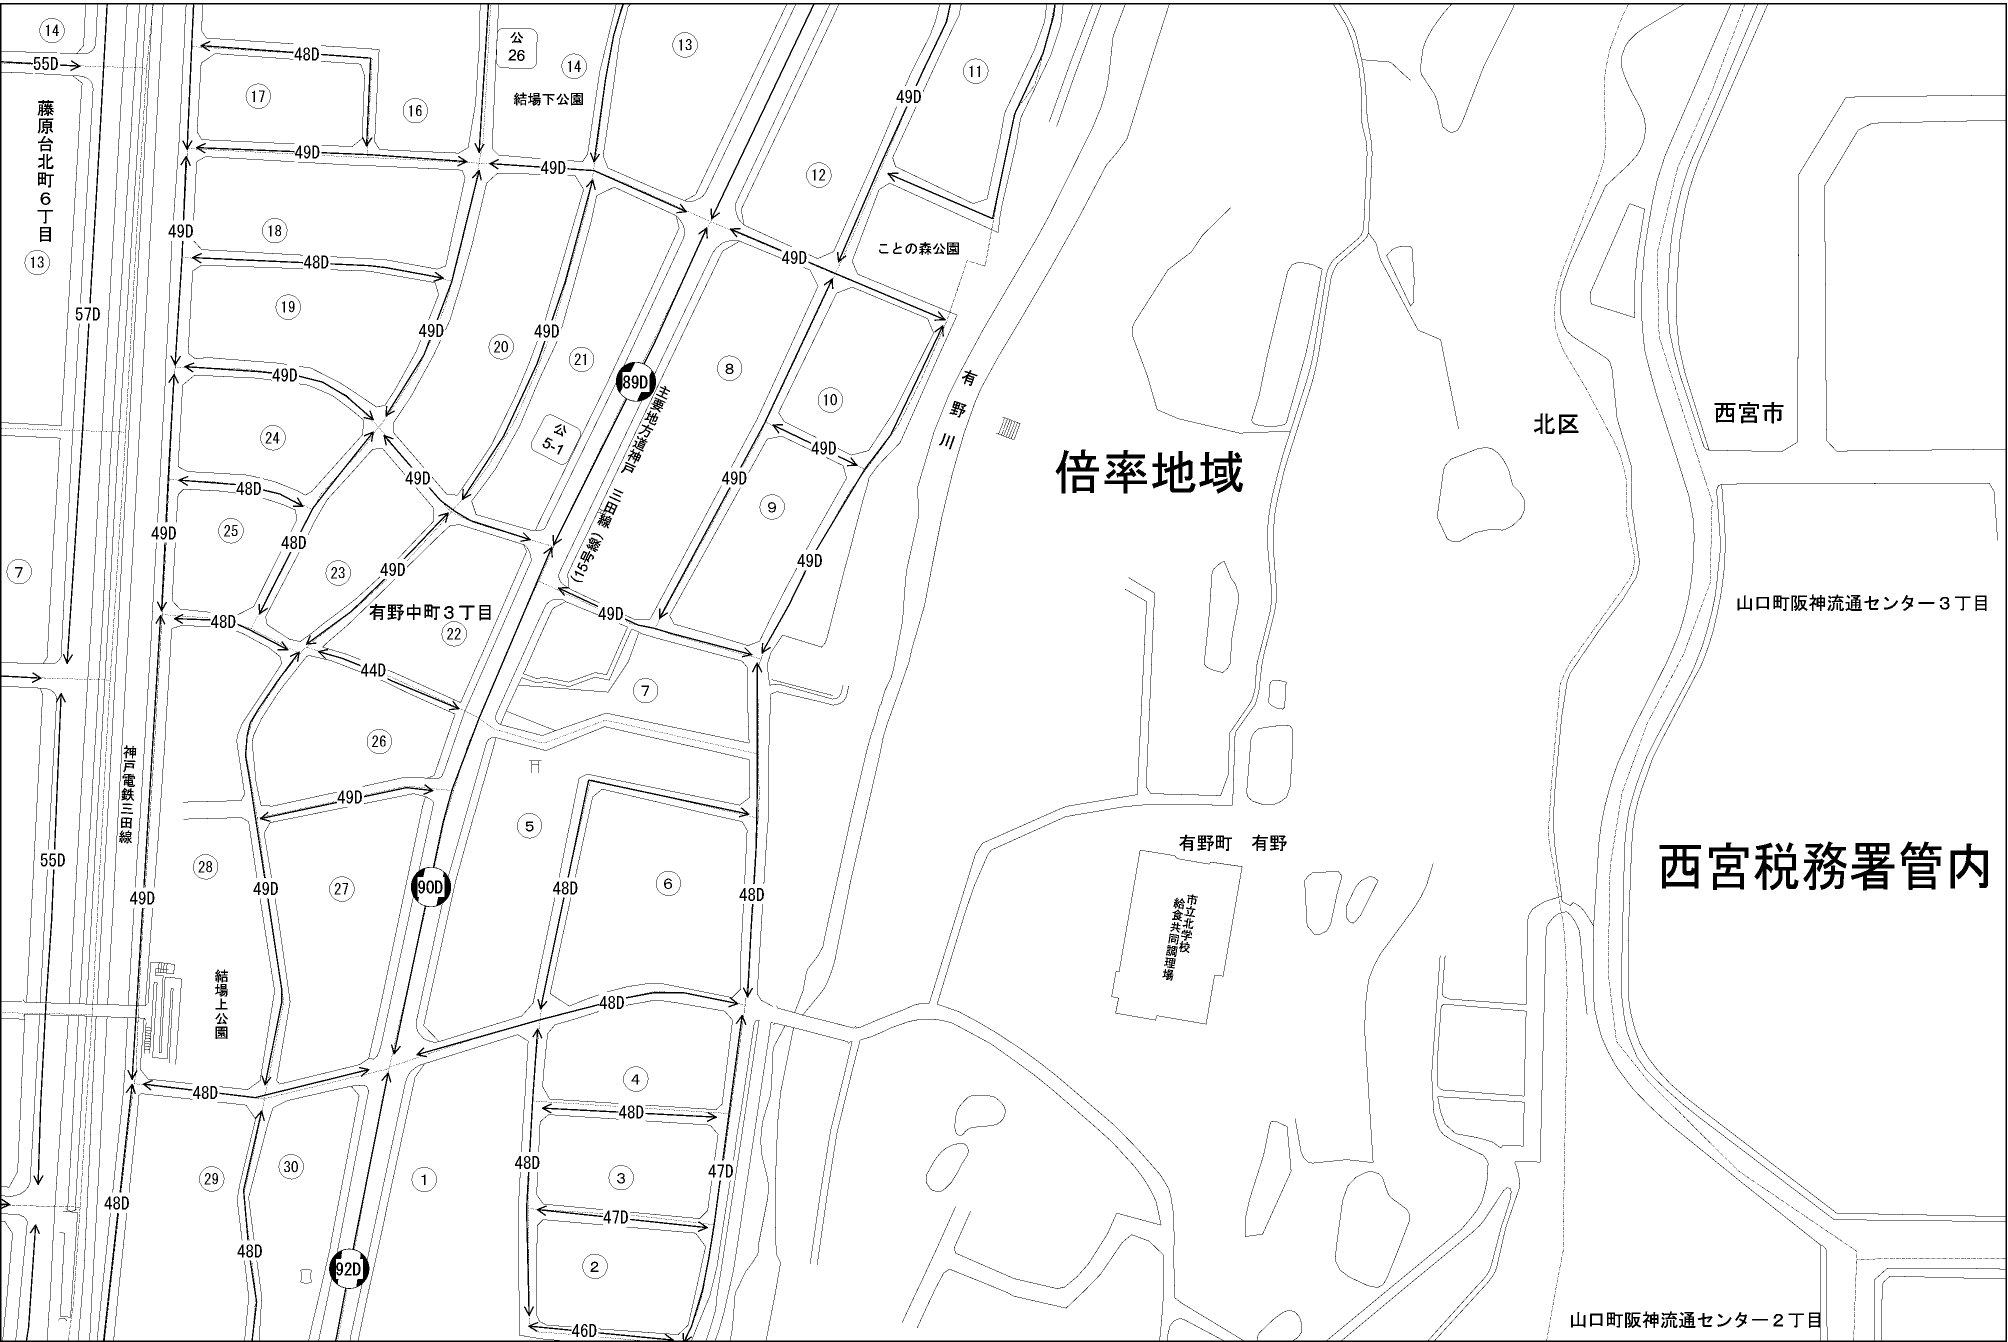 14
55D
藤原台北町6丁目
13
57D
7
55D
神戸電鉄三田線
48D
17
16
公
26
14
結場下公園
13
11
49D
49D
49D
12
49D
18
48D
ことの森公園
49D
19
49D
49D
20
21
89D
8
10
主要地方道神戸三田線
(15号線)
有野川
49D
24
49D
公
5-1
49D
49D
9
48D
25
48D
49D
49D
23
49D
有野中町3丁目
22
48D
49D
44D
7
26
49D
5
28
27
49D
90D
48D
6
48D
49D
結場上公園
48D
48D
4
48D
29
30
1
48D
3
47D
48D
47D
48D
2
92D
46D
倍率地域
北区
西宮市
山口町阪神流通センター3丁目
有野町 有野
市立北学校
給食共同調理場
西宮税務署管内
山口町阪神流通センター2丁目